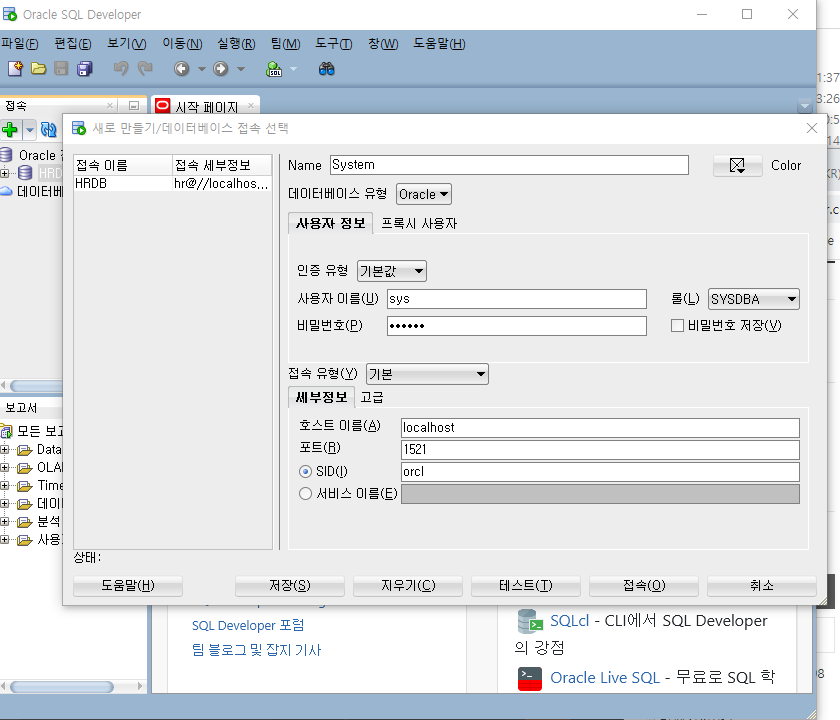 Oracle SQL Developer
파일(F) 편집(E) 보기(V) 이동(N) 실행(R) 팀(M) 도구(T) 창(W) 도움말(H)
SQL
1:37
접속
시작 페이지
3:26
새로 만들기/데이터베이스 접속 선택
Oracle
HRD
데이터베
접속 이름 접속 세부정보
HRDB hr@//localhos...
Name System
Color
데이터베이스 유형 Oracle
사용자 정보 프록시 사용자
인증 유형 기본값
사용자 이름(U) sys
롤(L) SYSDBA
비밀번호(P) ••••••
비밀번호 저장(V)
접속 유형(Y) 기본
세부정보 고급
호스트 이름(A) localhost
포트(R) 1521
SID(I) orcl
서비스 이름(E)
보고서
모든 보고
Data
OLA
Time
데이
분석
사용
상태:
도움말(H) 저장(S) 지우기(C) 테스트(T) 접속(O) 취소
SQL Developer 포럼
팀 블로그 및 잡지 기사
SQLcl - CLI에서 SQL Developer
의 강점
Oracle Live SQL - 무료로 SQL 학